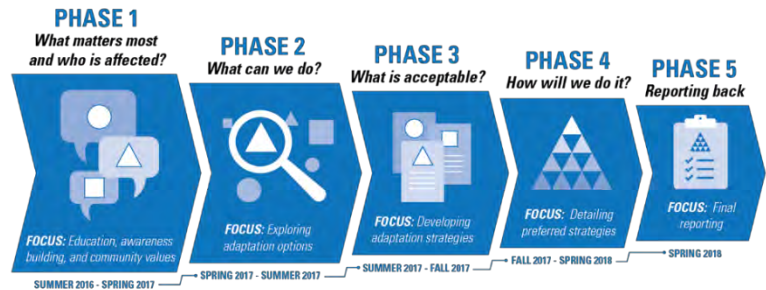 PHASE 1
What matters most
and who is affected?
FOCUS: Education, awareness
building, and community values
SUMMER 2016 - SPRING 2017
PHASE 2
What can we do?
FOCUS: Exploring
adaptation options
SPRING 2017 - SUMMER 2017
PHASE 3
What is acceptable?
FOCUS: Developing
adaptation strategies
SUMMER 2017 - FALL 2017
PHASE 4
How will we do it?
FOCUS: Detailing
preferred strategies
FALL 2017 - SPRING 2018
PHASE 5
Reporting back
FOCUS: Final
reporting
SPRING 2018